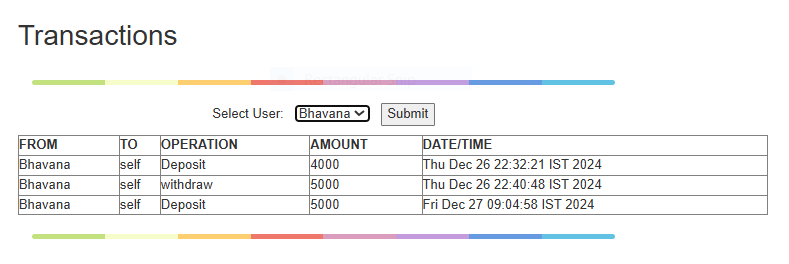 Transactions
Select User: Bhavana Submit
FROM TO OPERATION AMOUNT DATE/TIME
Bhavana self Deposit 4000 Thu Dec 26 22:32:21 IST 2024
Bhavana self withdraw 5000 Thu Dec 26 22:40:48 IST 2024
Bhavana self Deposit 5000 Fri Dec 27 09:04:58 IST 2024